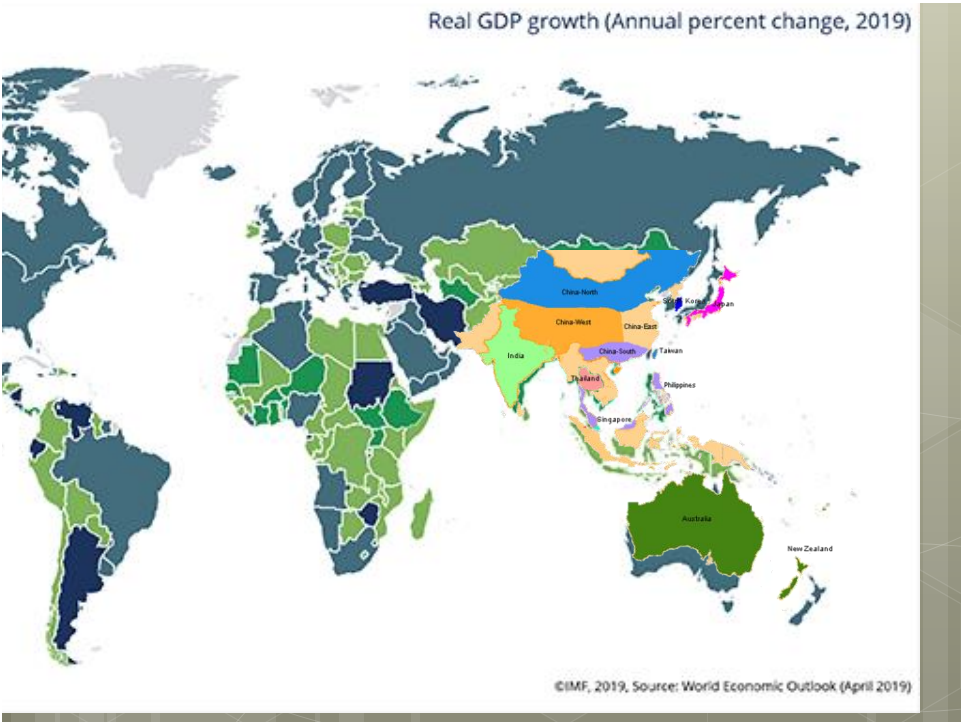 Real GDP growth (Annual percent change, 2019)
China-North
South Korea
Japan
China-West
China-East
India
China-South
Taiwan
Thailand
Philippines
Singapore
Australia
New Zealand
©IMF, 2019, Source: World Economic Outlook (April 2019)